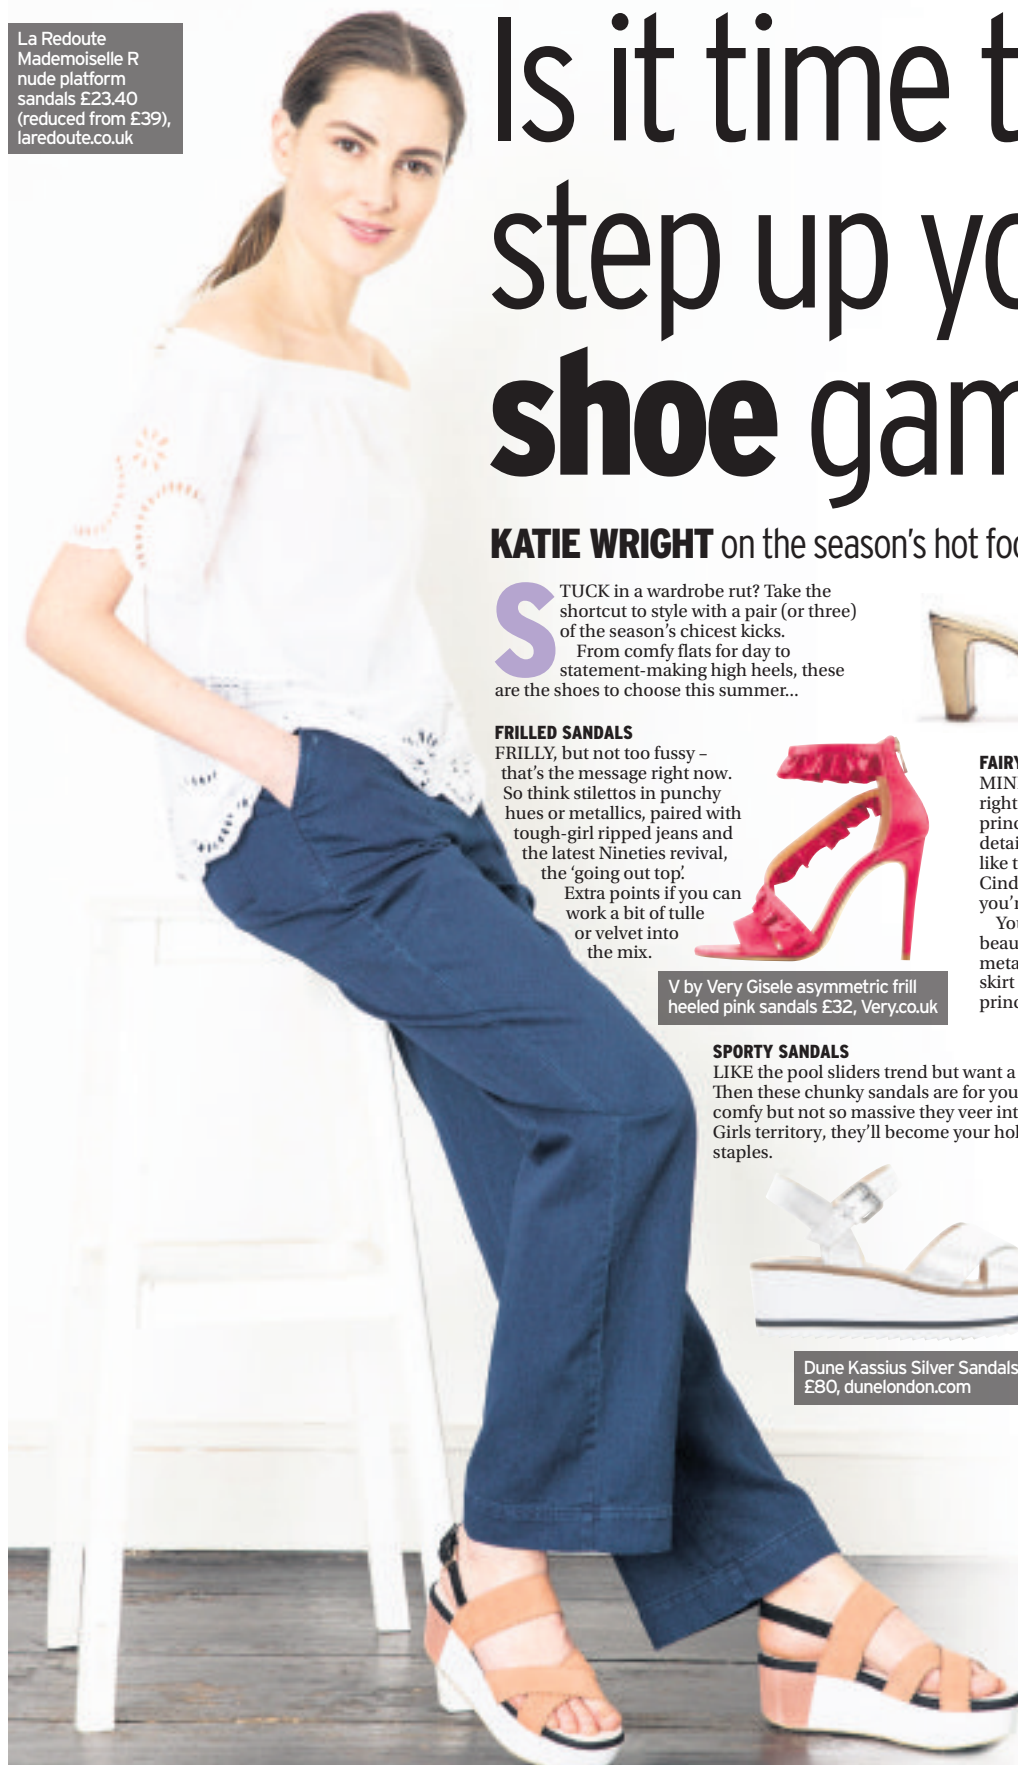 La Redoute
Mademoiselle R
nude platform
sandals £23.40
(reduced from £39),
laredoute.co.uk
Is it time
step up
shoe
KATIE WRIGHT on the season's hot
STUCK in a wardrobe rut? Take the
shortcut to style with a pair (or three)
of the season's chicest kicks.
From comfy flats for day to
statement-making high heels, these
are the shoes to choose this summer...
FRILLED SANDALS
FRILLY, but not too fussy –
that's the message right now.
So think stilettos in punchy
hues or metallics, paired with
tough-girl ripped jeans and
the latest Nineties revival,
the 'going out top'.
Extra points if you can
work a bit of tulle
or velvet into
the mix.
V by Very Gisele asymmetric frill
heeled pink sandals £32, Very.co.uk
right
like
skirt
SPORTY SANDALS
LIKE the pool sliders trend but want a
Then these chunky sandals are for you
comfy but not so massive they veer
Girls territory, they'll become your
staples.
Dune Kassius Silver Sandals
£80, dunelondon.com